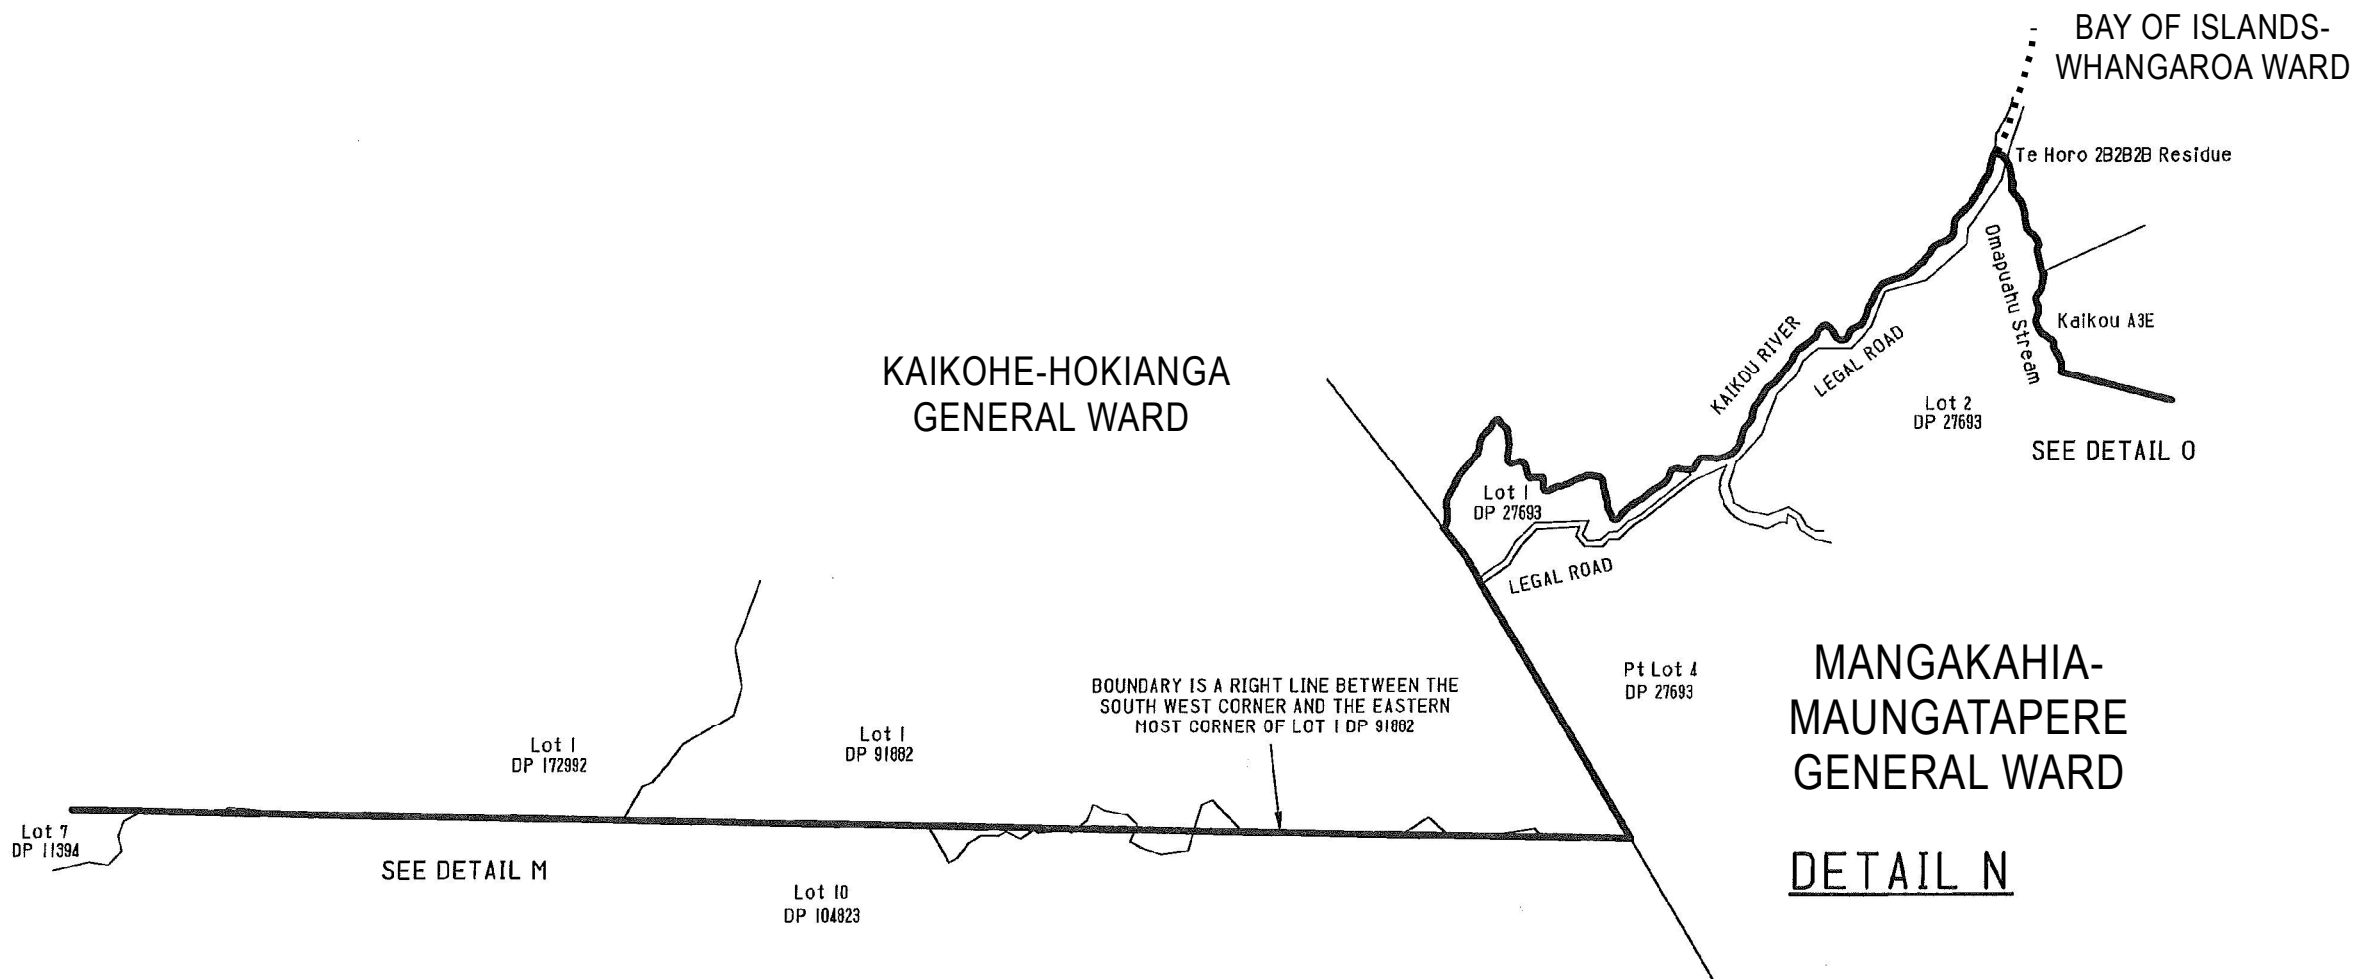 BAY OF ISLANDS-
WHANGAROA WARD
Te Horo 2B2B2B Residue
Omapuahu Stream
Kaikou A3E
KAIKOU RIVER
LEGAL ROAD
KAIKOHE-HOKIANGA
GENERAL WARD
Lot 2
DP 27693
SEE DETAIL O
Lot 1
DP 27693
LEGAL ROAD
Pt Lot 4
DP 27693
MANGAKAHIA-
MAUNGATAPERE
GENERAL WARD
BOUNDARY IS A RIGHT LINE BETWEEN THE
SOUTH WEST CORNER AND THE EASTERN
MOST CORNER OF LOT 1 DP 91882
Lot 1
DP 172992
Lot 1
DP 91882
Lot 7
DP 11394
SEE DETAIL M
Lot 10
DP 104823
DETAIL N